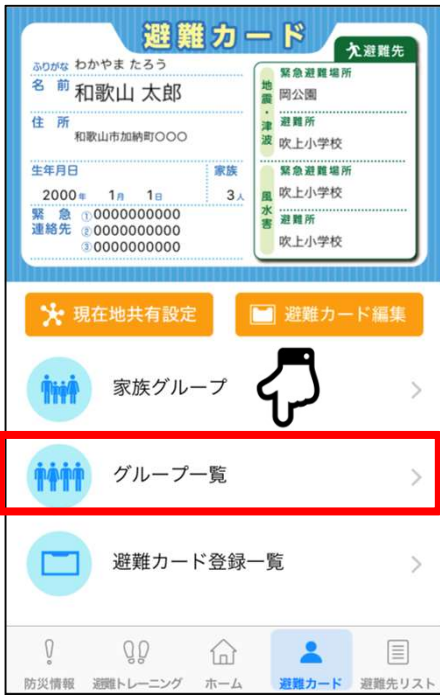 避難カード
避難先
ふりがな わかやま たろう
名 前 和歌山 太郎
住 所
和歌山市加納町〇〇〇
生年月日 家族
2000年 1月 1日 3人
緊急連絡先 ①0000000000
②0000000000
③0000000000
地震・津波
緊急避難場所
岡公園
避難所
吹上小学校
風水害
緊急避難場所
吹上小学校
避難所
吹上小学校
現在地共有設定 避難カード編集
家族グループ
グループ一覧
避難カード登録一覧
防災情報 避難トレーニング ホーム 避難カード 避難先リスト